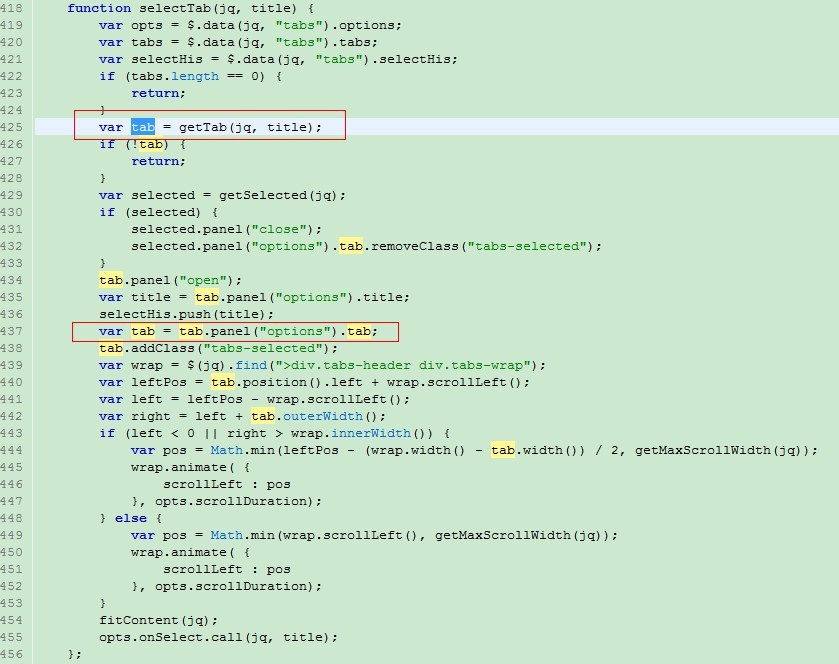 418 function selectTab(jq, title) {
419 var opts = $.data(jq, "tabs").options;
420 var tabs = $.data(jq, "tabs").tabs;
421 var selectHis = $.data(jq, "tabs").selectHis;
422 if (tabs.length == 0) {
423 return;
424 }
425 var tab = getTab(jq, title);
426 if (!tab) {
427 return;
428 }
429 var selected = getSelected(jq);
430 if (selected) {
431 selected.panel("close");
432 selected.panel("options").tab.removeClass("tabs-selected");
433 }
434 tab.panel("open");
435 var title = tab.panel("options").title;
436 selectHis.push(title);
437 var tab = tab.panel("options").tab;
438 tab.addClass("tabs-selected");
439 var wrap = $(jq).find(">div.tabs-header div.tabs-wrap");
440 var leftPos = tab.position().left + wrap.scrollLeft();
441 var left = leftPos - wrap.scrollLeft();
442 var right = left + tab.outerWidth();
443 if (left < 0 || right > wrap.innerWidth()) {
444 var pos = Math.min(leftPos - (wrap.width() - tab.width()) / 2, getMaxScrollWidth(jq));
445 wrap.animate( {
446 scrollLeft : pos
447 }, opts.scrollDuration);
448 } else {
449 var pos = Math.min(wrap.scrollLeft(), getMaxScrollWidth(jq));
450 wrap.animate( {
451 scrollLeft : pos
452 }, opts.scrollDuration);
453 }
454 fitContent(jq);
455 opts.onSelect.call(jq, title);
456 };